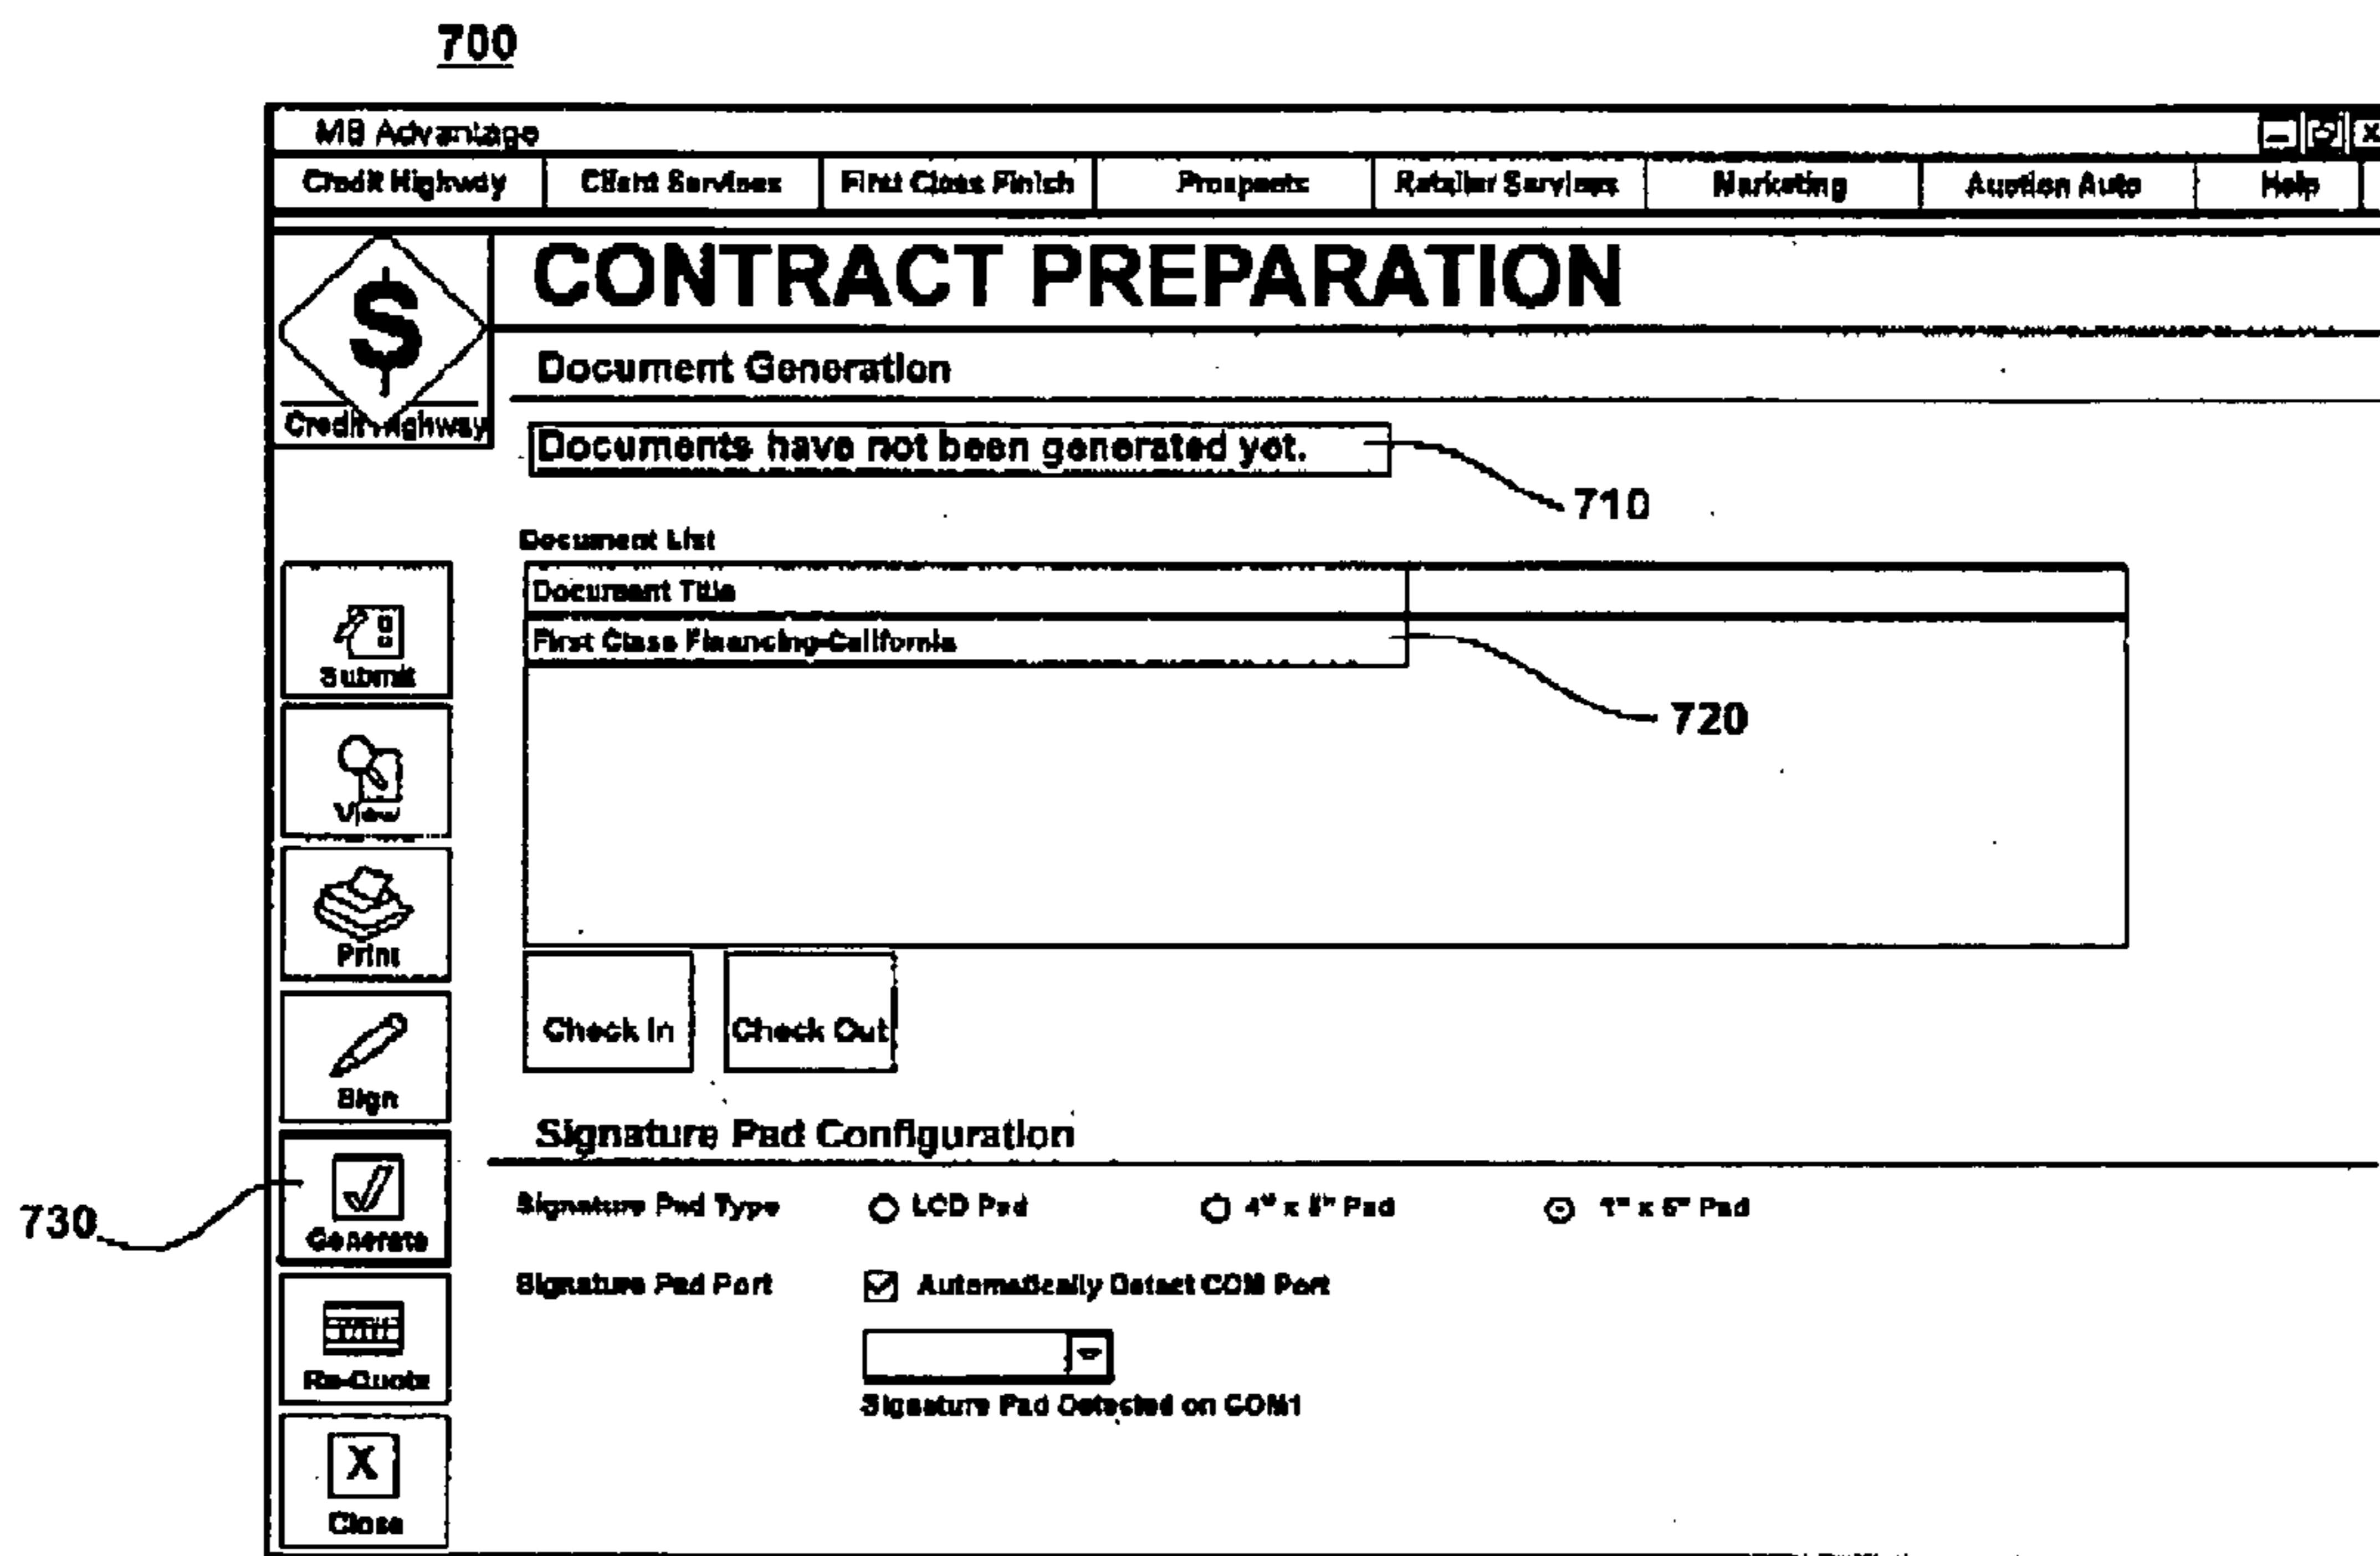 700
MB Advantage
Credit Highway Client Services First Class Finish Prospects Retailer Services Marketing Auction Auto Help
$
Credit Highway
CONTRACT PREPARATION
Document Generation
Documents have not been generated yet.
710
Document List
Document Title
First Class Financing-California
720
Submit
View
Print
Sign
Generate
730
Re-Quote
X
Close
Check In Check Out
Signature Pad Configuration
Signature Pad Type LCD Pad 4" x Pad 1" x 5" Pad
Signature Pad Port Automatically Detect COM Port
Signature Pad Detected on COM1